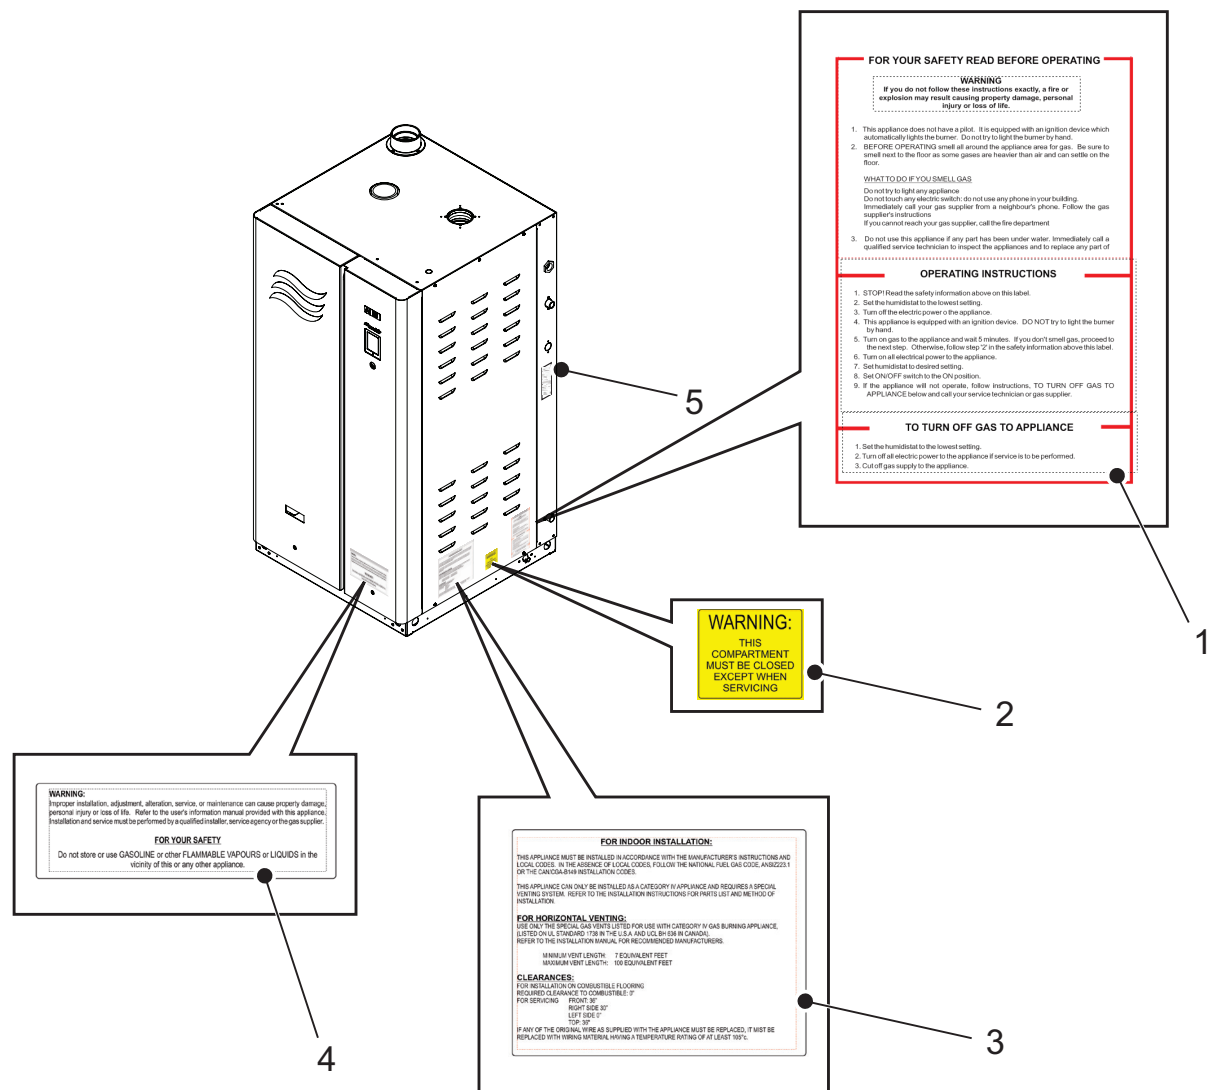 FOR YOUR SAFETY READ BEFORE OPERATING
WARNING
If you do not follow these instructions exactly, a fire or
explosion may result causing property damage, personal
injury or loss of life.
1. This appliance does not have a pilot. It is equipped with an ignition device which
automatically lights the burner. Do not try to light the burner by hand.
2. BEFORE OPERATING smell all around the appliance area for gas. Be sure to
smell next to the floor as some gases are heavier than air and can settle on the
floor.
WHAT TO DO IF YOU SMELL GAS
Do not try to light any appliance
Do not touch any electric switch: do not use any phone in your building.
Immediately call your gas supplier from a neighbour's phone. Follow the gas
supplier's instructions
If you cannot reach your gas supplier, call the fire department
3. Do not use this appliance if any part has been under water. Immediately call a
qualified service technician to inspect the appliances and to replace any part of
OPERATING INSTRUCTIONS
1. STOP! Read the safety information above on this label.
2. Set the humidistat to the lowest setting.
3. Turn off the electric power o the appliance.
4. This appliance is equipped with an ignition device. DO NOT try to light the burner
by hand.
5. Turn on gas to the appliance and wait 5 minutes. If you don't smell gas, proceed to
the next step. Otherwise, follow step '2' in the safety information above this label.
6. Turn on all electrical power to the appliance.
7. Set humidistat to desired setting.
8. Set ON/OFF switch to the ON position.
9. If the appliance will not operate, follow instructions, TO TURN OFF GAS TO
APPLIANCE below and call your service technician or gas supplier.
TO TURN OFF GAS TO APPLIANCE
1. Set the humidistat to the lowest setting.
2. Turn off all electric power to the appliance if service is to be performed.
3. Cut off gas supply to the appliance.
5
1
WARNING:
THIS
COMPARTMENT
MUST BE CLOSED
EXCEPT WHEN
SERVICING
2
WARNING:
Improper installation, adjustment, alteration, service, or maintenance can cause property damage,
personal injury or loss of life. Refer to the user's information manual provided with this appliance.
Installation and service must be performed by a qualified installer, service agency or the gas supplier.
FOR YOUR SAFETY
Do not store or use GASOLINE or other FLAMMABLE VAPOURS or LIQUIDS in the
vicinity of this or any other appliance.
4
FOR INDOOR INSTALLATION:
THIS APPLIANCE MUST BE INSTALLED IN ACCORDANCE WITH THE MANUFACTURER'S INSTRUCTIONS AND
LOCAL CODES. IN THE ABSENCE OF LOCAL CODES, FOLLOW THE NATIONAL FUEL GAS CODE, ANSIZ223.1
OR THE CAN/CGA-B149 INSTALLATION CODES.
THIS APPLIANCE CAN ONLY BE INSTALLED AS A CATEGORY IV APPLIANCE AND REQUIRES A SPECIAL
VENTING SYSTEM. REFER TO THE INSTALLATION INSTRUCTIONS FOR PARTS LIST AND METHOD OF
INSTALLATION.
FOR HORIZONTAL VENTING:
USE ONLY THE SPECIAL GAS VENTS LISTED FOR USE WITH CATEGORY IV GAS BURNING APPLIANCE,
(LISTED ON UL STANDARD 1738 IN THE U.S.A AND UCL BH 636 IN CANADA).
REFER TO THE INSTALLATION MANUAL FOR RECOMMENDED MANUFACTURERS.
MINIMUM VENT LENGTH: 7 EQUIVALENT FEET
MAXIMUM VENT LENGTH: 100 EQUIVALENT FEET
CLEARANCES:
FOR INSTALLATION ON COMBUSTIBLE FLOORING
REQUIRED CLEARANCE TO COMBUSTIBLE: 0"
FOR SERVICING FRONT: 36"
RIGHT SIDE 30"
LEFT SIDE 0"
TOP: 36"
IF ANY OF THE ORIGINAL WIRE AS SUPPLIED WITH THE APPLIANCE MUST BE REPLACED, IT MIST BE
REPLACED WITH WIRING MATERIAL HAVING A TEMPERATURE RATING OF AT LEAST 105°c.
3